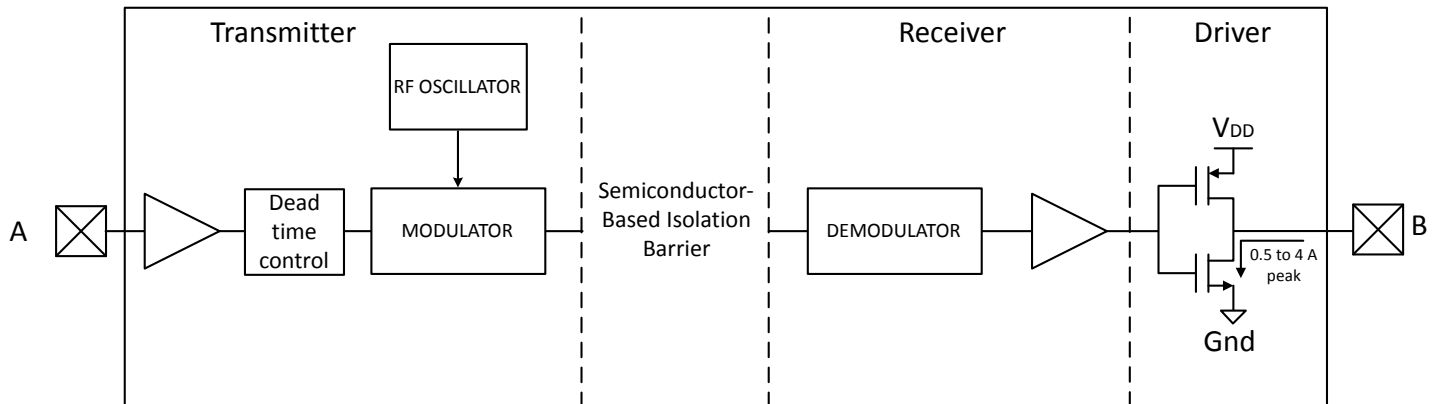 Transmitter
Receiver
Driver
RF OSCILLATOR
VDD
A
Dead
time
control
MODULATOR
Semiconductor-
Based Isolation
Barrier
DEMODULATOR
B
0.5 to 4 A
peak
Gnd